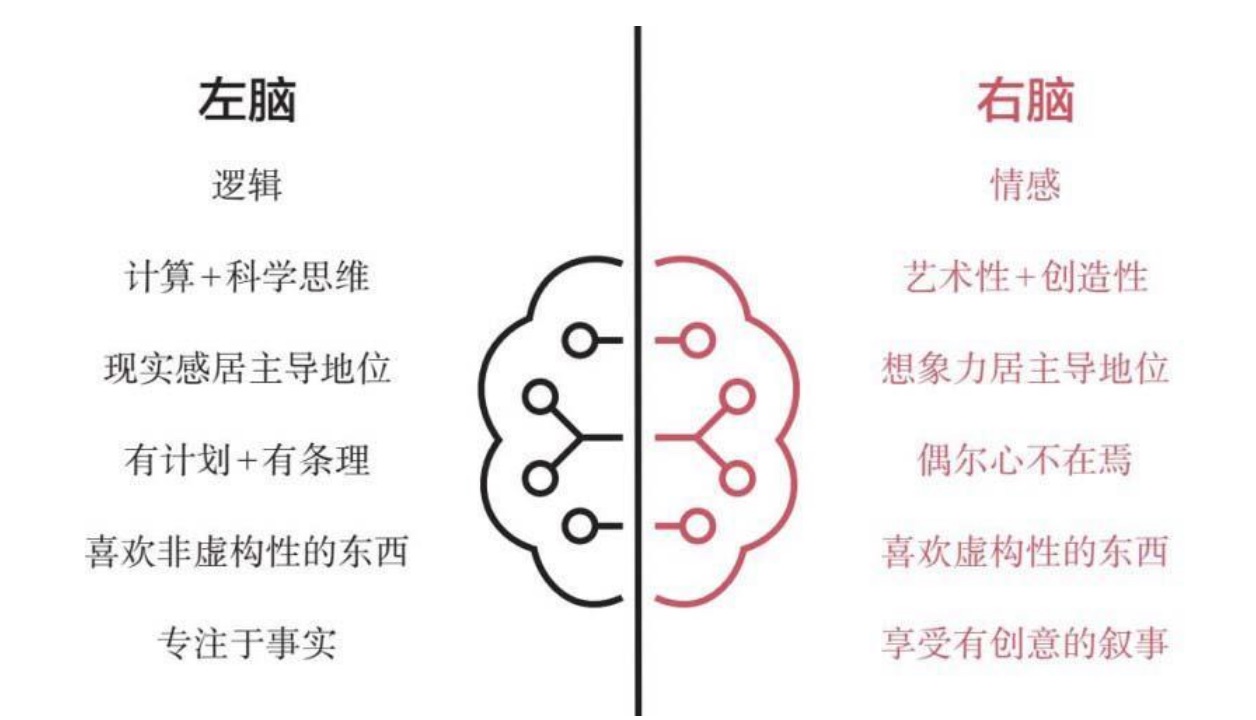 左脑
逻辑
计算+科学思维
现实感居主导地位
有计划+有条理
喜欢非虚构性的东西
专注于事实
右脑
情感
艺术性+创造性
想象力居主导地位
偶尔心不在焉
喜欢虚构性的东西
享受有创意的叙事